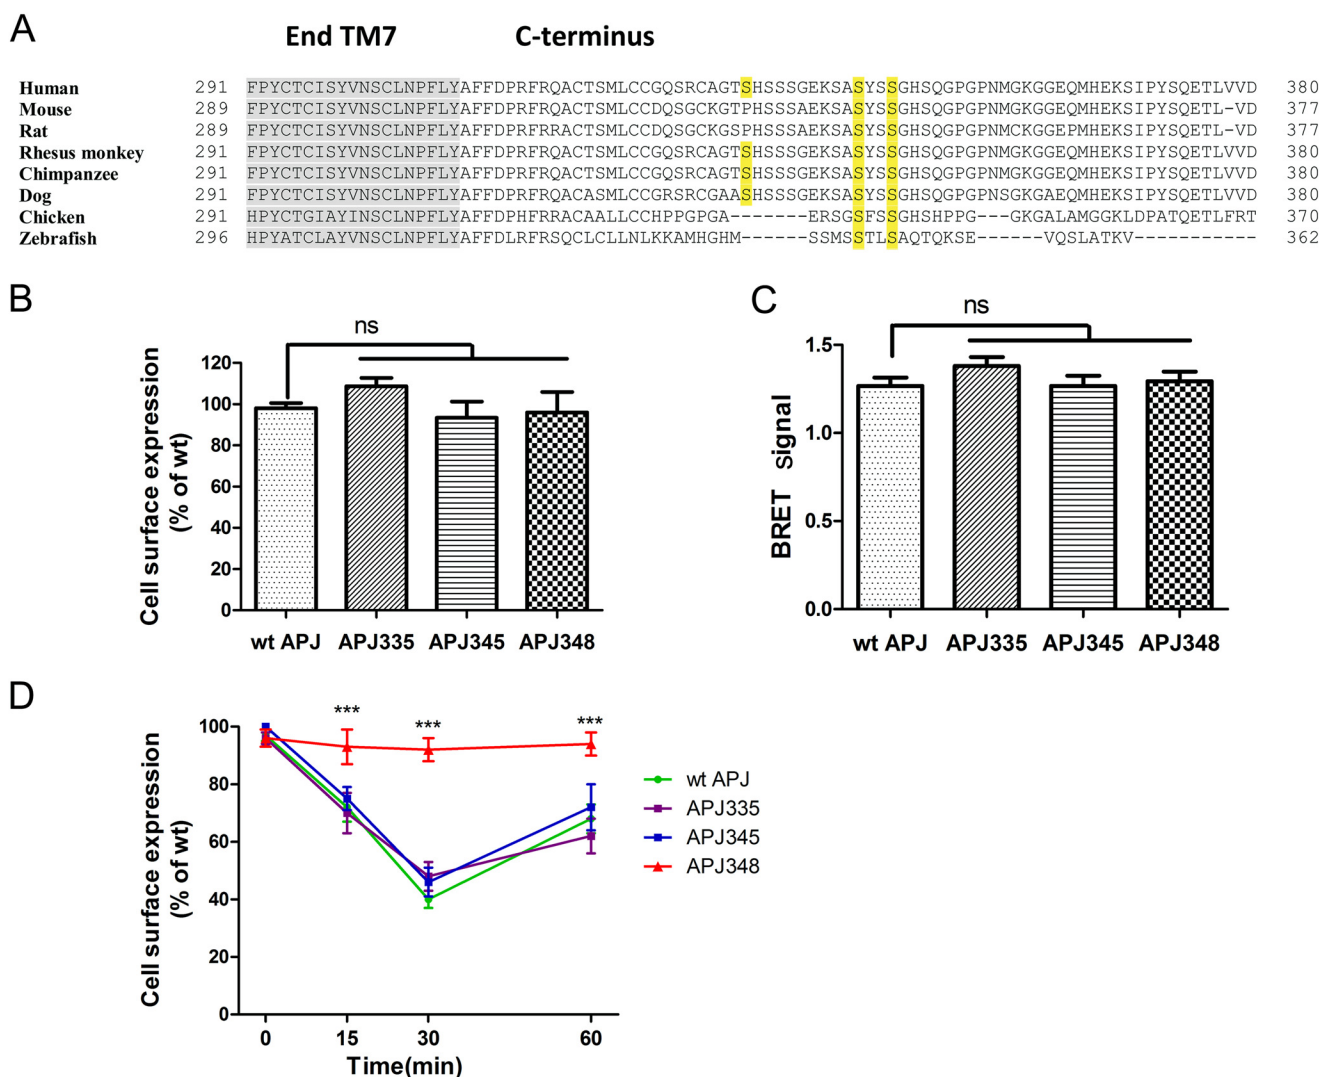 A
End TM7 C-terminus
Human 291 FPYCTCISYVNSCLNPFLYAFFDPRFRQACTSMLCCGQSRCAGTSHSSSGEKSASYSSGHSQGPGPNMGKGGEQMHEKSIPYSQETLVVD 380
Mouse 289 FPYCTCISYVNSCLNPFLYAFFDPRFRQACTSMLCCDQSGCKGTPHSSSAEKSASYSSGHSQGPGPNMGKGGEQMHEKSIPYSQETL-VD 377
Rat 289 FPYCTCISYVNSCLNPFLYAFFDPRFRRACTSMLCCDQSGCKGSPHSSSAEKSASYSSGHSQGPGPNMGKGGEPMHEKSIPYSQETL-VD 377
Rhesus monkey 291 FPYCTCISYVNSCLNPFLYAFFDPRFRQACTSMLCCGQSRCAGTSHSSSGEKSASYSSGHSQGPGPNMGKGGEQMHEKSIPYSQETLVVD 380
Chimpanzee 291 FPYCTCISYVNSCLNPFLYAFFDPRFRQACTSMLCCGQSRCAGTSHSSSGEKSASYSSGHSQGPGPNMGKGGEQMHEKSIPYSQETLVVD 380
Dog 291 FPYCTCISYVNSCLNPFLYAFFDPRFRQACASMLCCGRSRCGAASHSSSGEKSASYSSGHSQGPGPNSGKGAEQMHEKSIPYSQETLVVD 380
Chicken 291 HPYCTGIAYINSCLNPFLYAFFDPHFRRACAALLCCHPPGPGA-------ERSGSFSSGHSHPPG---GKGALAMGGKLDPATQETLFRT 370
Zebrafish 296 HPYATCLAYVNSCLNPFLYAFFDLRFRSQCLCLLNLKKAMHGHM------SSMSSTLSAQTQKSE------VQSLATKV----------- 362
B
ns
Cell surface expression
(% of wt)
120
100
80
60
40
20
0
wt APJ APJ335 APJ345 APJ348
C
ns
BRET signal
1.5
1.0
0.5
0.0
wt APJ APJ335 APJ345 APJ348
D
Cell surface expression
(% of wt)
100
80
60
40
20
0
*** *** ***
0 15 30 60
Time(min)
wt APJ
APJ335
APJ345
APJ348